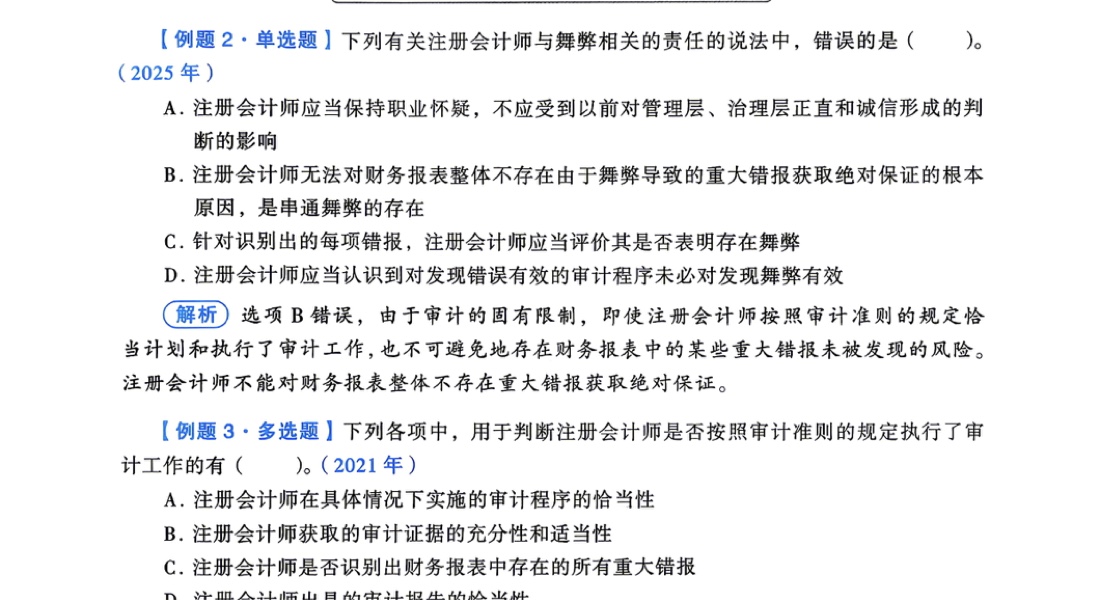 【例题 2·单选题】下列有关注册会计师与舞弊相关的责任的说法中，错误的是（　　）。
（2025 年）
A. 注册会计师应当保持职业怀疑，不应受到以前对管理层、治理层正直和诚信形成的判
断的影响
B. 注册会计师无法对财务报表整体不存在由于舞弊导致的重大错报获取绝对保证的根本
原因，是串通舞弊的存在
C. 针对识别出的每项错报，注册会计师应当评价其是否表明存在舞弊
D. 注册会计师应当认识到对发现错误有效的审计程序未必对发现舞弊有效
解析 选项 B 错误，由于审计的固有限制，即使注册会计师按照审计准则的规定恰
当计划和执行了审计工作，也不可避免地存在财务报表中的某些重大错报未被发现的风险。
注册会计师不能对财务报表整体不存在重大错报获取绝对保证。
【例题 3·多选题】下列各项中，用于判断注册会计师是否按照审计准则的规定执行了审
计工作的有（　　）。（2021 年）
A. 注册会计师在具体情况下实施的审计程序的恰当性
B. 注册会计师获取的审计证据的充分性和适当性
C. 注册会计师是否识别出财务报表中存在的所有重大错报
D. 注册会计师出具的审计报告的恰当性